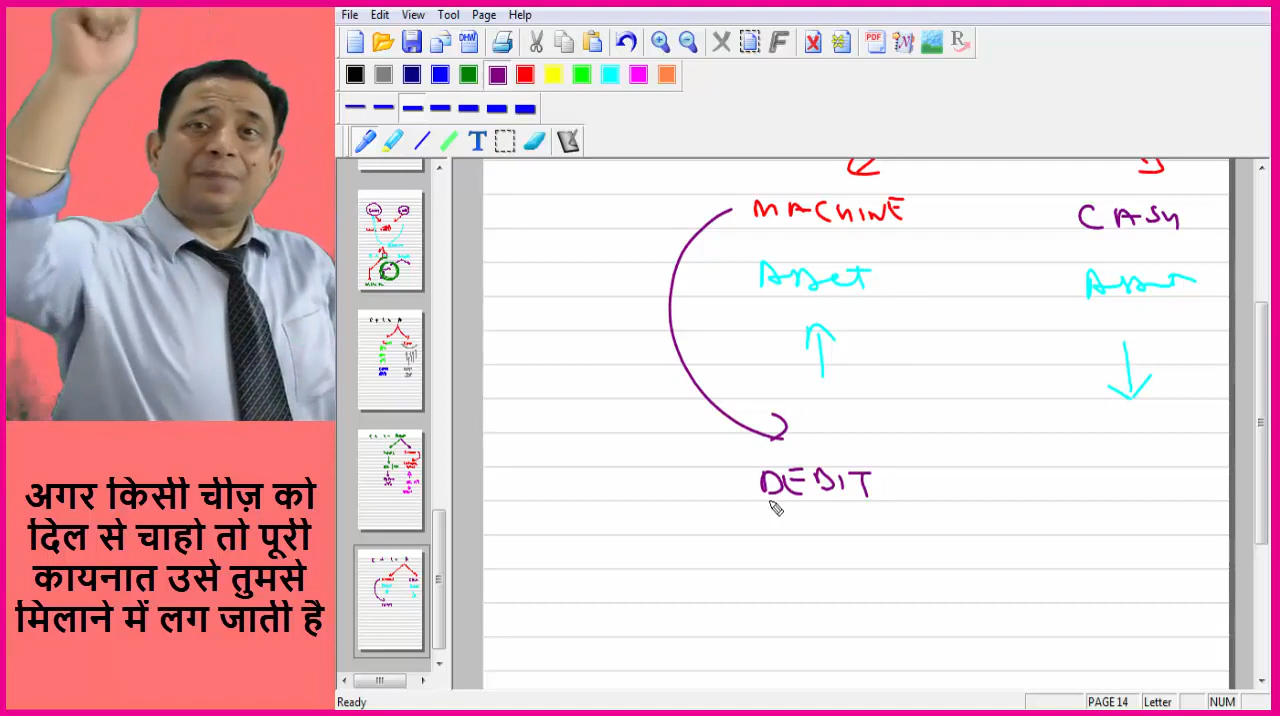 File Edit View Tool Page Help
MACHINE CASH
Asset Asset
DEBIT
अगर किसी चीज़ को
दिल से चाहो तो पूरी
कायनात उसे तुमसे
मिलाने में लग जाती है
Ready PAGE 14 Letter NUM